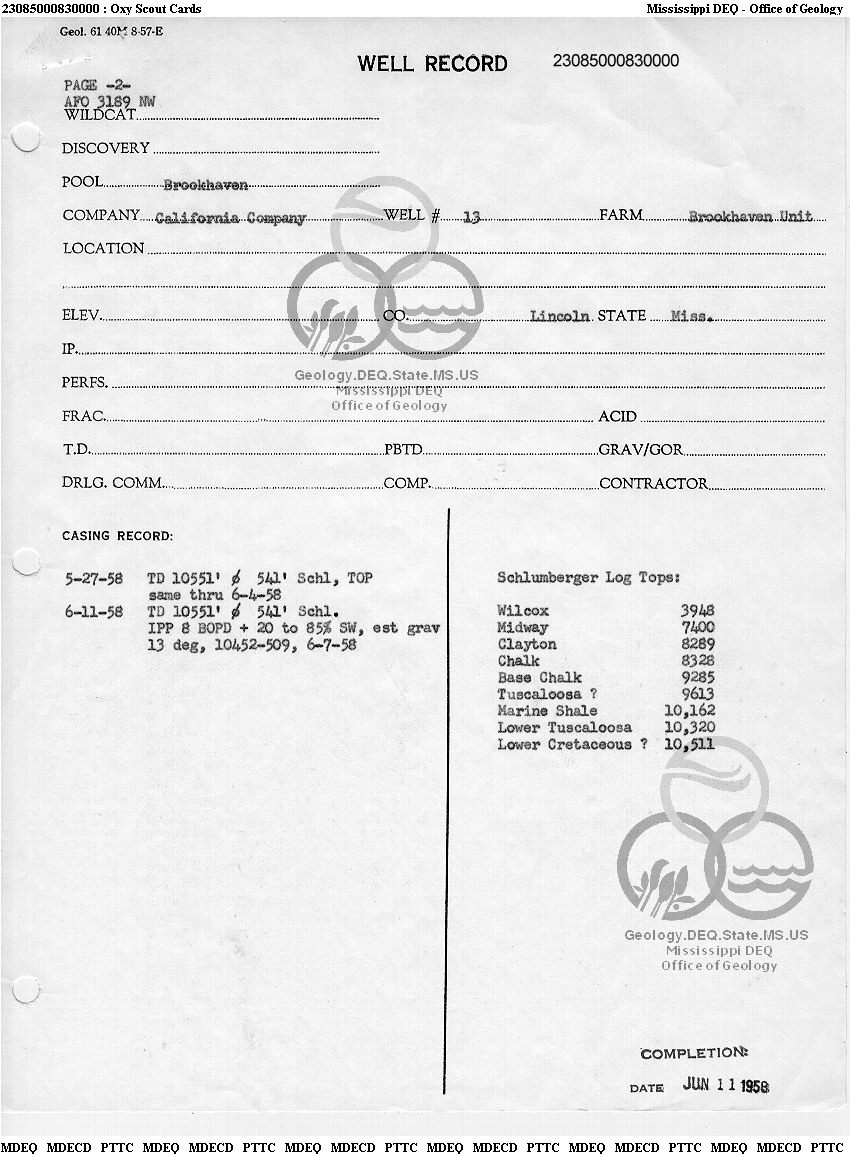 23085000830000 : Oxy Scout Cards Mississippi DEQ - Office of Geology
Geol. 61 40M 8-57-E
WELL RECORD 23085000830000
PAGE -2-
AFO 3189 NW
WILDCAT
DISCOVERY
POOL Brookhaven
COMPANY California Company WELL # 13 FARM Brookhaven Unit
LOCATION
ELEV. CO. Lincoln STATE Miss.
IP.
Geology.DEQ.State.MS.US
PERFS.
Mississippi DEQ
Office of Geology
FRAC. ACID
T.D. PBTD. GRAV/GOR
DRLG. COMM. COMP. CONTRACTOR
CASING RECORD:
5-27-58 TD 10551' ∅ 541' Schl, TOP
same thru 6-4-58
6-11-58 TD 10551' ∅ 541' Schl.
IPP 8 BOPD + 20 to 85% SW, est grav
13 deg, 10452-509, 6-7-58
Schlumberger Log Tops:
Wilcox 3948
Midway 7400
Clayton 8289
Chalk 8328
Base Chalk 9285
Tuscaloosa ? 9613
Marine Shale 10,162
Lower Tuscaloosa 10,320
Lower Cretaceous ? 10,511
Geology.DEQ.State.MS.US
Mississippi DEQ
Office of Geology
COMPLETION:
DATE JUN 11 1958
MDEQ MDECD PTTC MDEQ MDECD PTTC MDEQ MDECD PTTC MDEQ MDECD PTTC MDEQ MDECD PTTC MDEQ MDECD PTTC